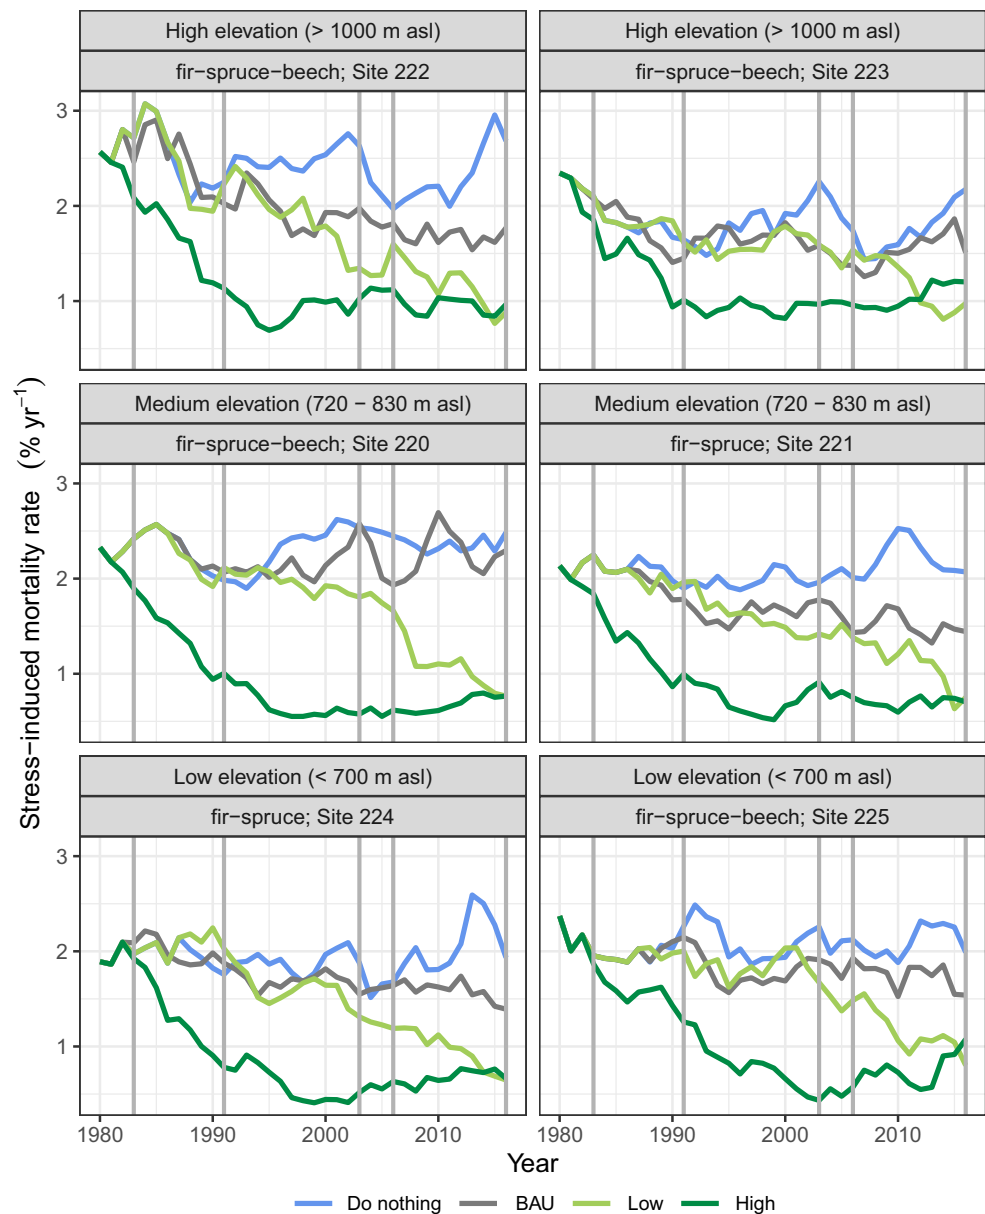 High elevation (> 1000 m asl)
fir−spruce−beech; Site 222
High elevation (> 1000 m asl)
fir−spruce−beech; Site 223
3
2
1
Medium elevation (720 − 830 m asl)
fir−spruce−beech; Site 220
Medium elevation (720 − 830 m asl)
fir−spruce; Site 221
3
2
1
Low elevation (< 700 m asl)
fir−spruce; Site 224
Low elevation (< 700 m asl)
fir−spruce−beech; Site 225
3
2
1
Stress−induced mortality rate (% yr⁻¹)
1980 1990 2000 2010
1980 1990 2000 2010
Year
Do nothing BAU Low High